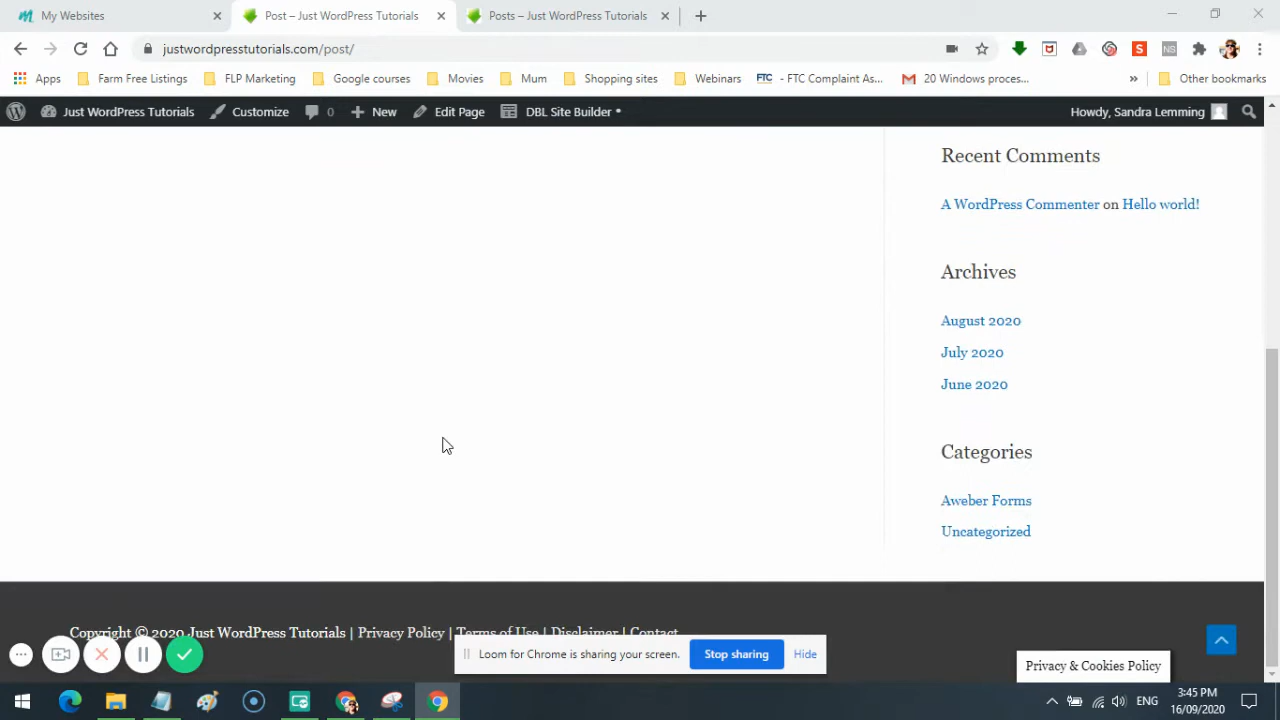 My Websites
Post – Just WordPress Tutorials
Posts – Just WordPress Tutorials
justwordpresstutorials.com/post/
Apps
Farm Free Listings
FLP Marketing
Google courses
Movies
Mum
Shopping sites
Webinars
FTC - FTC Complaint As...
20 Windows proces...
»
Other bookmarks
Just WordPress Tutorials
Customize
0
New
Edit Page
DBL Site Builder *
Howdy, Sandra Lemming
Recent Comments
A WordPress Commenter on Hello world!
Archives
August 2020
July 2020
June 2020
Categories
Aweber Forms
Uncategorized
Copyright © 2020 Just WordPress Tutorials | Privacy Policy | Terms of Use | Disclaimer | Contact
Loom for Chrome is sharing your screen.
Stop sharing
Hide
Privacy & Cookies Policy
ENG
3:45 PM
16/09/2020